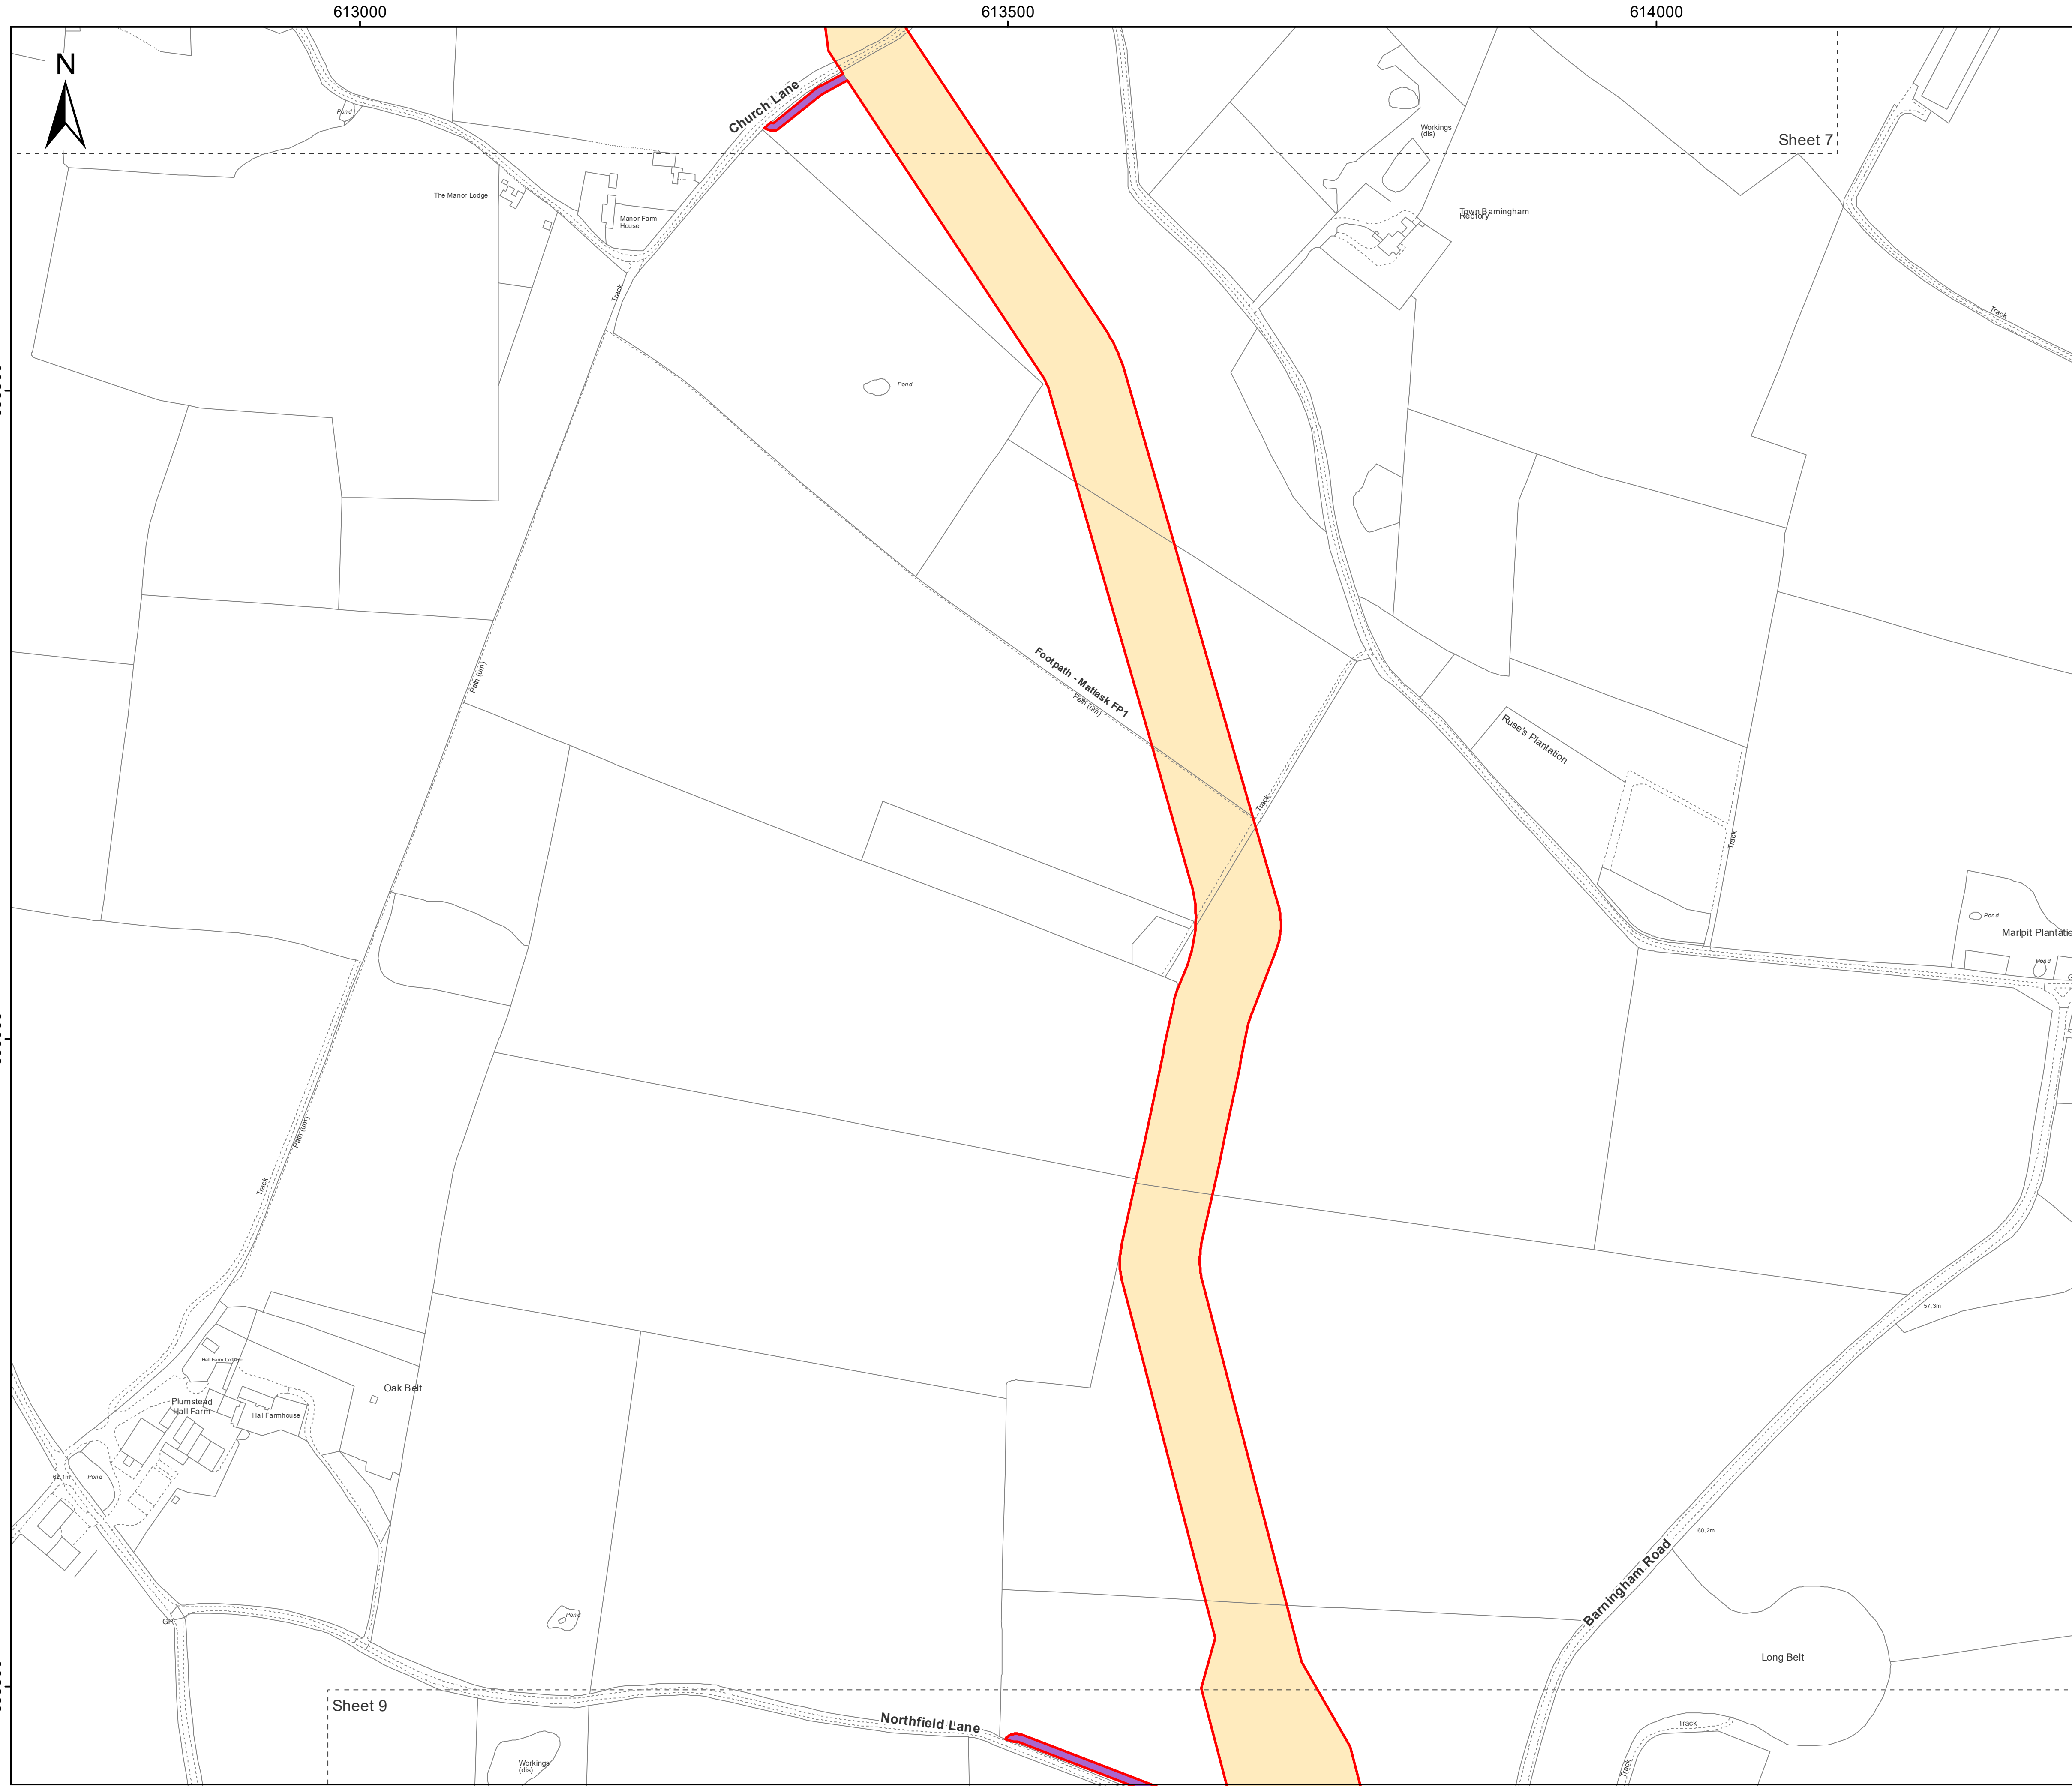 613000
613500
614000
N
Church Lane
Pond
Sheet 7
Workings
(dis)
The Manor Lodge
Manor Farm
House
Town Barningham
Rectory
Track
Track
Pond
Footpath - Matlask FP1
Path (um)
Path (um)
Ruse's Plantation
Track
Track
Pond
Marlpit
Pond
Path (um)
Track
57.3m
Hall Farm Cottage
Oak Belt
Plumstead
Hall Farm
Hall Farmhouse
Pond
60.2m
Barningham Road
Pond
GP
Long Belt
Sheet 9
Northfield Lane
Track
Workings
(dis)
Track